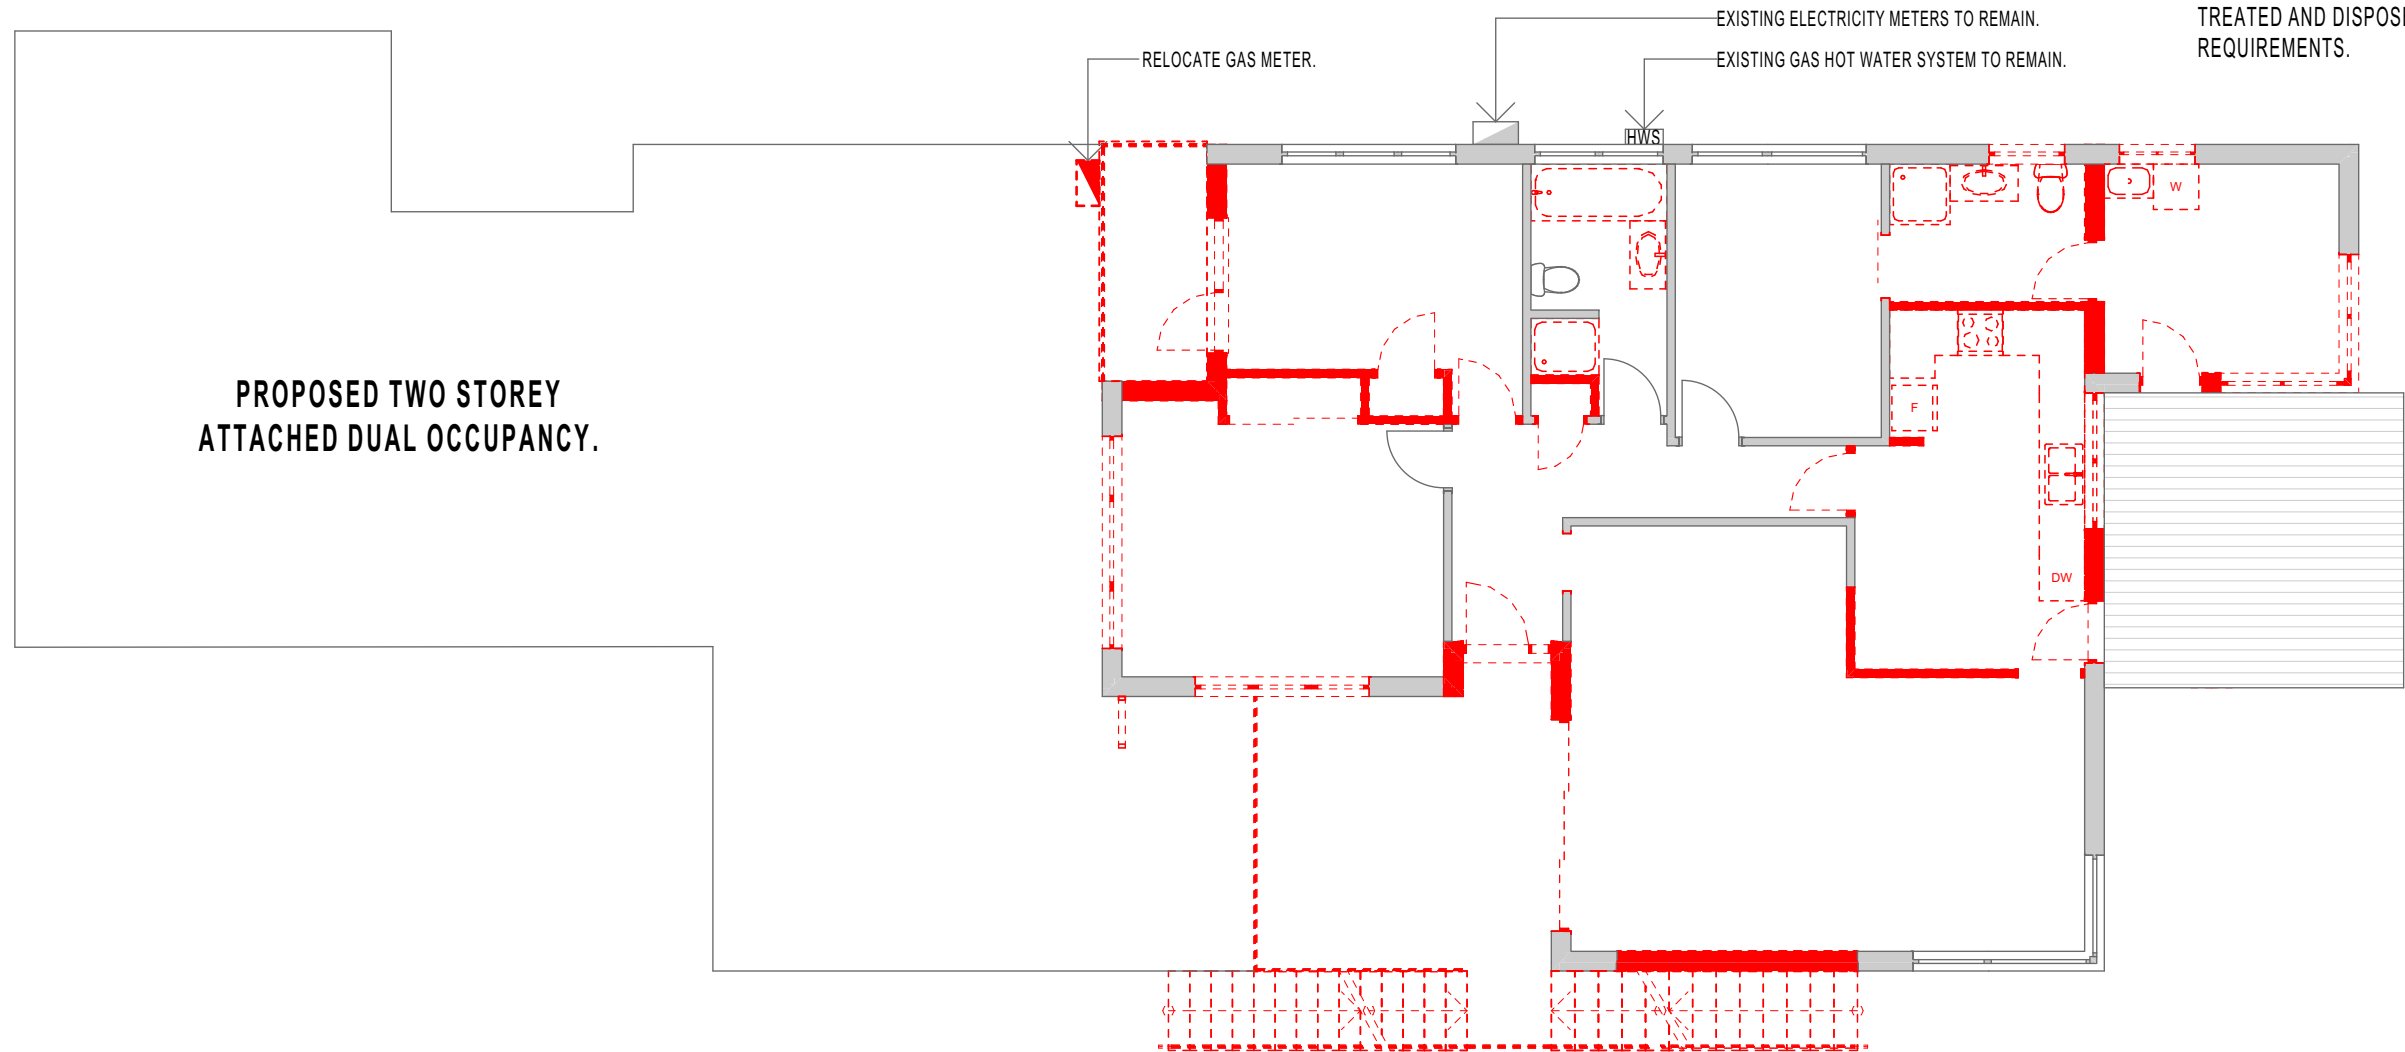 EXISTING ELECTRICITY METERS TO REMAIN.
TREATED AND DISPOSE
REQUIREMENTS.
RELOCATE GAS METER.
EXISTING GAS HOT WATER SYSTEM TO REMAIN.
HWS
W
PROPOSED TWO STOREY
ATTACHED DUAL OCCUPANCY.
F
DW